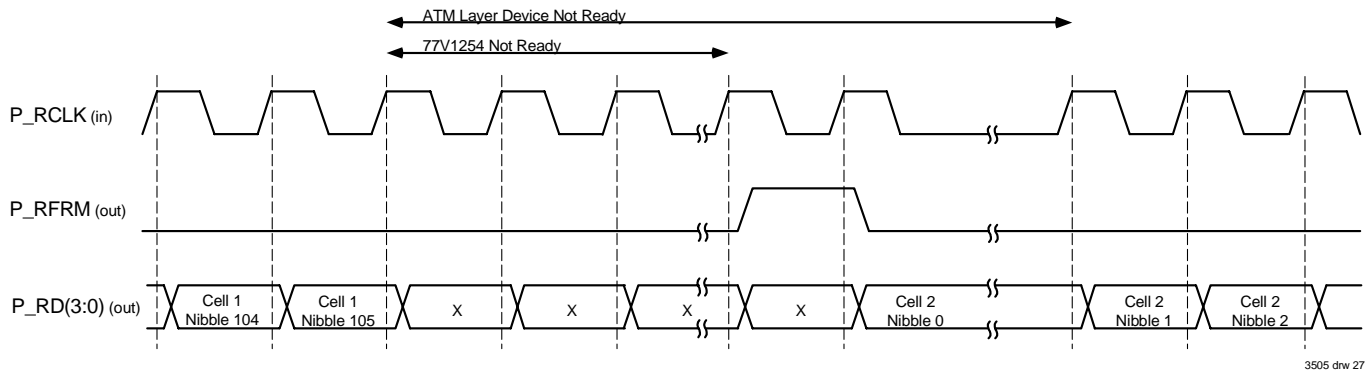 ATM Layer Device Not Ready
77V1254 Not Ready
P_RCLK (in)
P_RFRM (out)
P_RD(3:0) (out)
Cell 1
Nibble 104
Cell 1
Nibble 105
X
X
X
X
Cell 2
Nibble 0
Cell 2
Nibble 1
Cell 2
Nibble 2
3505 drw 27